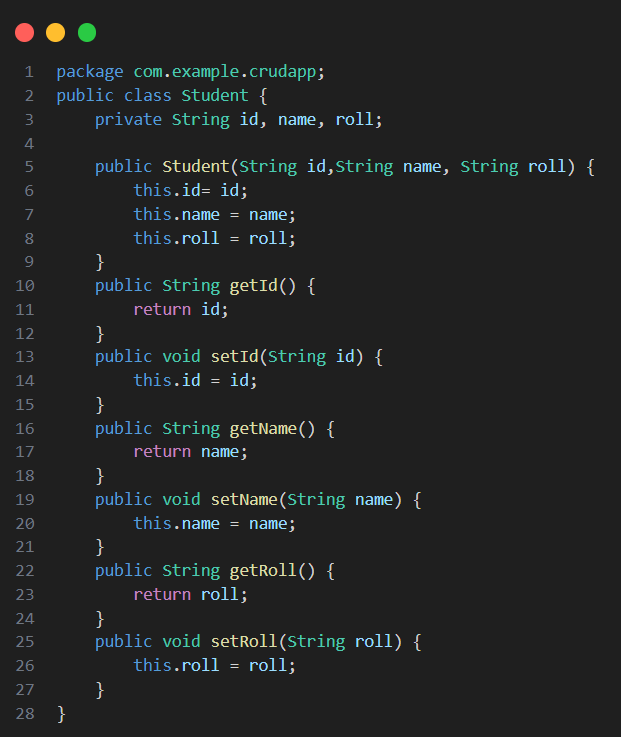 1 package com.example.crudapp;
2 public class Student {
3     private String id, name, roll;
4
5     public Student(String id,String name, String roll) {
6         this.id= id;
7         this.name = name;
8         this.roll = roll;
9     }
10     public String getId() {
11         return id;
12     }
13     public void setId(String id) {
14         this.id = id;
15     }
16     public String getName() {
17         return name;
18     }
19     public void setName(String name) {
20         this.name = name;
21     }
22     public String getRoll() {
23         return roll;
24     }
25     public void setRoll(String roll) {
26         this.roll = roll;
27     }
28 }